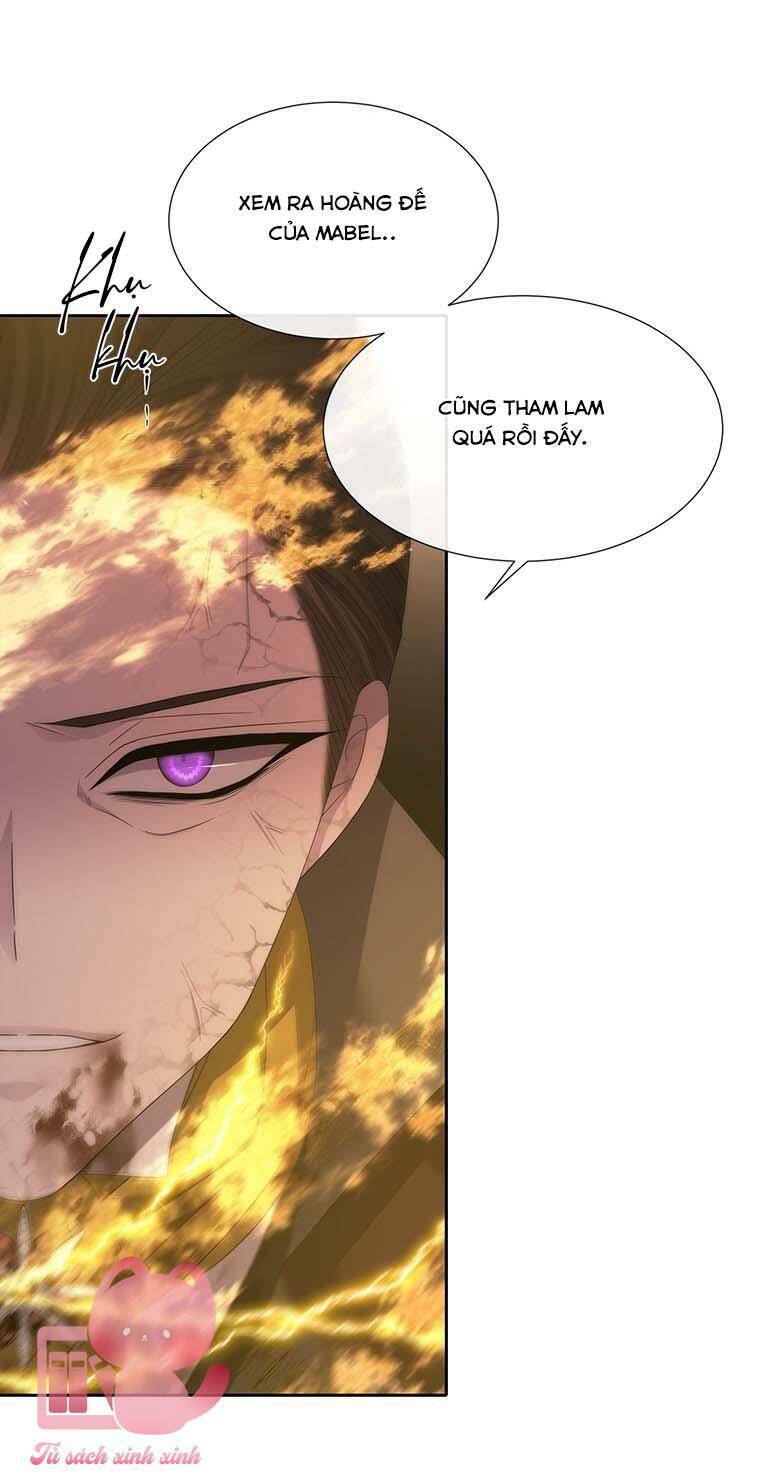 XEM RA HOÀNG ĐẾ
CỦA MABEL..
Khụ
khụ
CŨNG THAM LAM
QUÁ RỒI ĐẤY.
Tủ sách xinh xinh